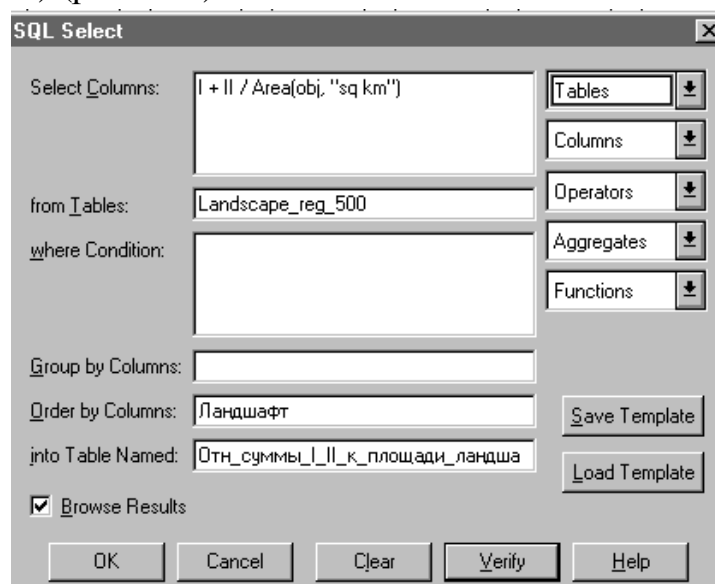 SQL Select
Select Columns:
I + II / Area(obj, "sq km")
Tables
Columns
from Tables:
Landscape_reg_500
Operators
where Condition:
Aggregates
Functions
Group by Columns:
Order by Columns:
Ландшафт
Save Template
into Table Named:
Отн_суммы_I_II_к_площади_ландша
Load Template
Browse Results
OK
Cancel
Clear
Verify
Help